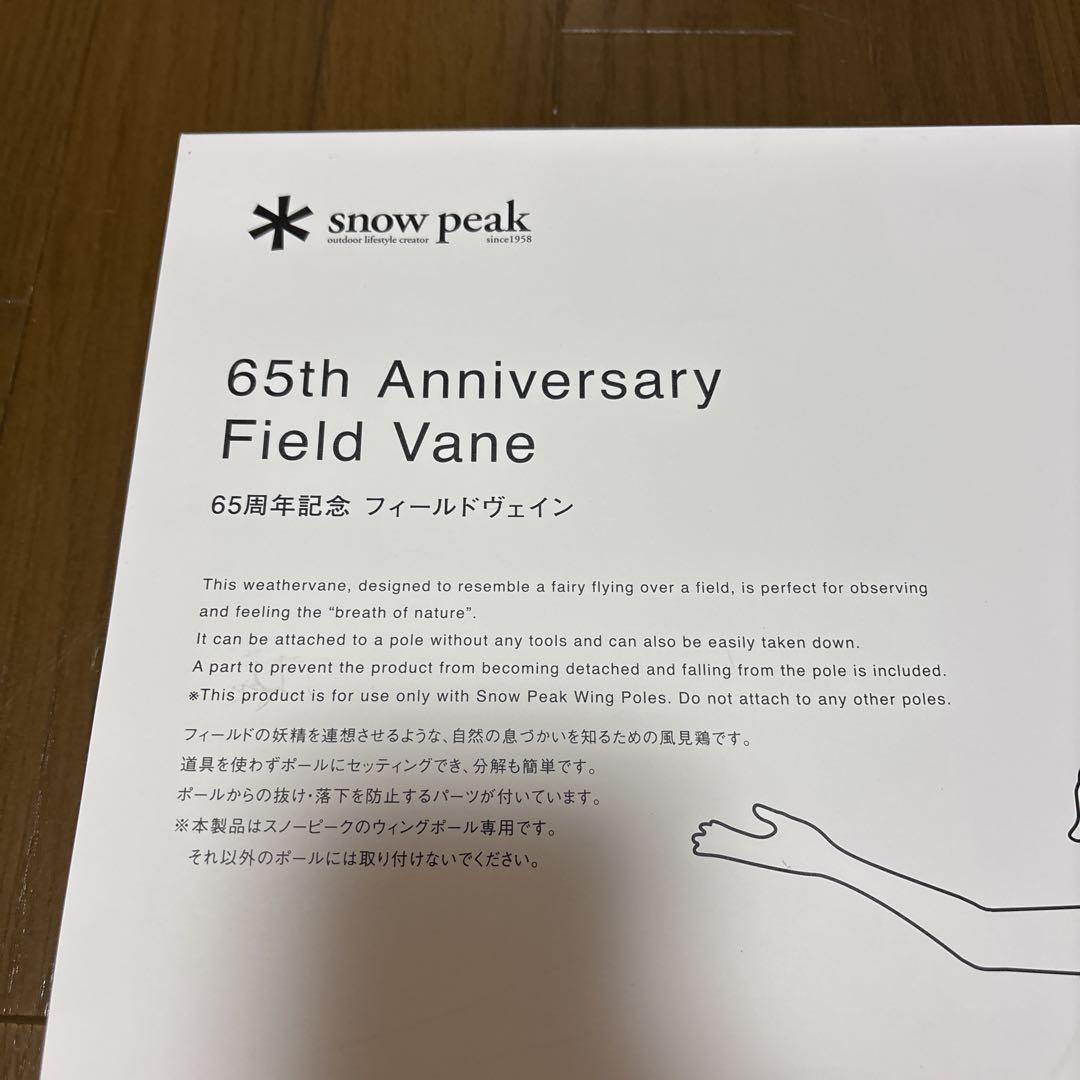 snow peak
outdoor lifestyle creator since1958
65th Anniversary
Field Vane
65周年記念 フィールドヴェイン
This weathervane, designed to resemble a fairy flying over a field, is perfect for observing
and feeling the “breath of nature”.
It can be attached to a pole without any tools and can also be easily taken down.
A part to prevent the product from becoming detached and falling from the pole is included.
※This product is for use only with Snow Peak Wing Poles. Do not attach to any other poles.
フィールドの妖精を連想させるような、自然の息づかいを知るための風見鶏です。
道具を使わずポールにセッティングでき、分解も簡単です。
ポールからの抜け・落下を防止するパーツが付いています。
※本製品はスノーピークのウィングポール専用です。
それ以外のポールには取り付けないでください。